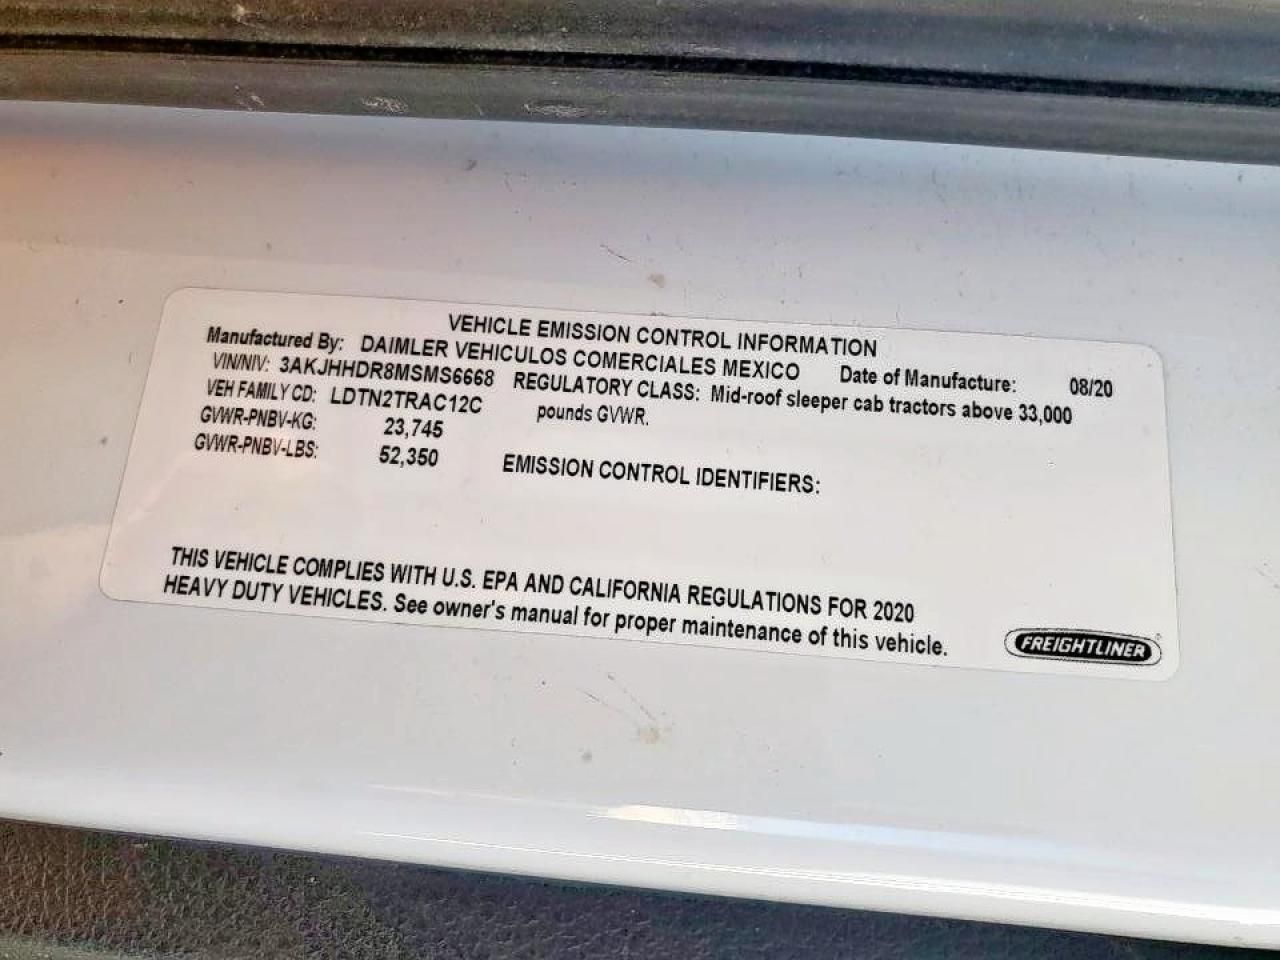 VEHICLE EMISSION CONTROL INFORMATION
Manufactured By: DAIMLER VEHICULOS COMERCIALES MEXICO Date of Manufacture: 08/20
VIN/NIV: 3AKJHHDR8MSMS6668 REGULATORY CLASS: Mid-roof sleeper cab tractors above 33,000
VEH FAMILY CD: LDTN2TRAC12C pounds GVWR.
GVWR-PNBV-KG: 23,745
GVWR-PNBV-LBS: 52,350 EMISSION CONTROL IDENTIFIERS:
THIS VEHICLE COMPLIES WITH U.S. EPA AND CALIFORNIA REGULATIONS FOR 2020
HEAVY DUTY VEHICLES. See owner's manual for proper maintenance of this vehicle.
FREIGHTLINER